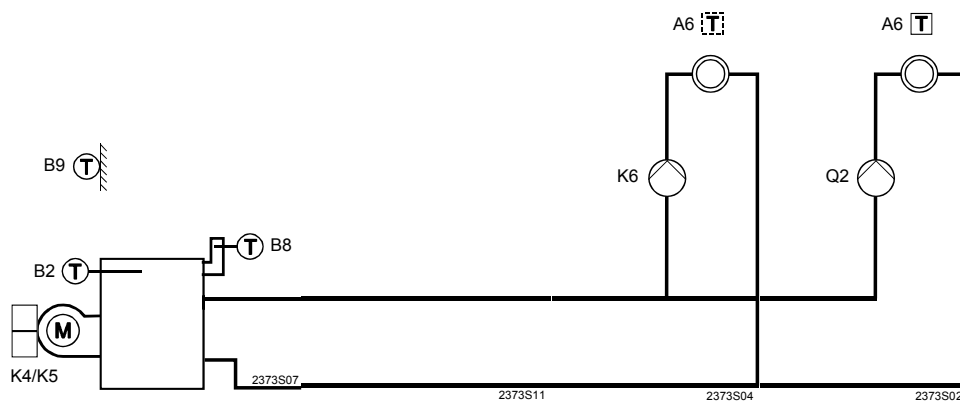 A6 T
A6 T
B9 T
K6
Q2
B2 T
T B8
M
K4/K5
2373S07
2373S11
2373S04
2373S02